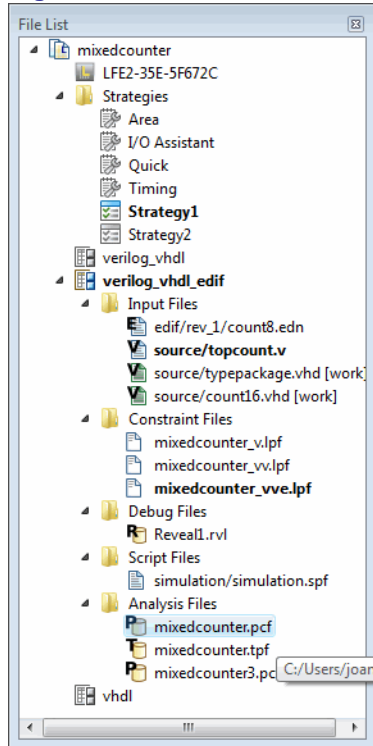 File List
mixedcounter
LFE2-35E-5F672C
Strategies
Area
I/O Assistant
Quick
Timing
Strategy1
Strategy2
verilog_vhdl
verilog_vhdl_edif
Input Files
edif/rev_1/count8.edn
source/topcount.v
source/typepackage.vhd [work]
source/count16.vhd [work]
Constraint Files
mixedcounter_v.lpf
mixedcounter_vv.lpf
mixedcounter_vve.lpf
Debug Files
Reveal1.rvl
Script Files
simulation/simulation.spf
Analysis Files
mixedcounter.pcf
mixedcounter.tpf
mixedcounter3.pc C:/Users/joan
vhdl